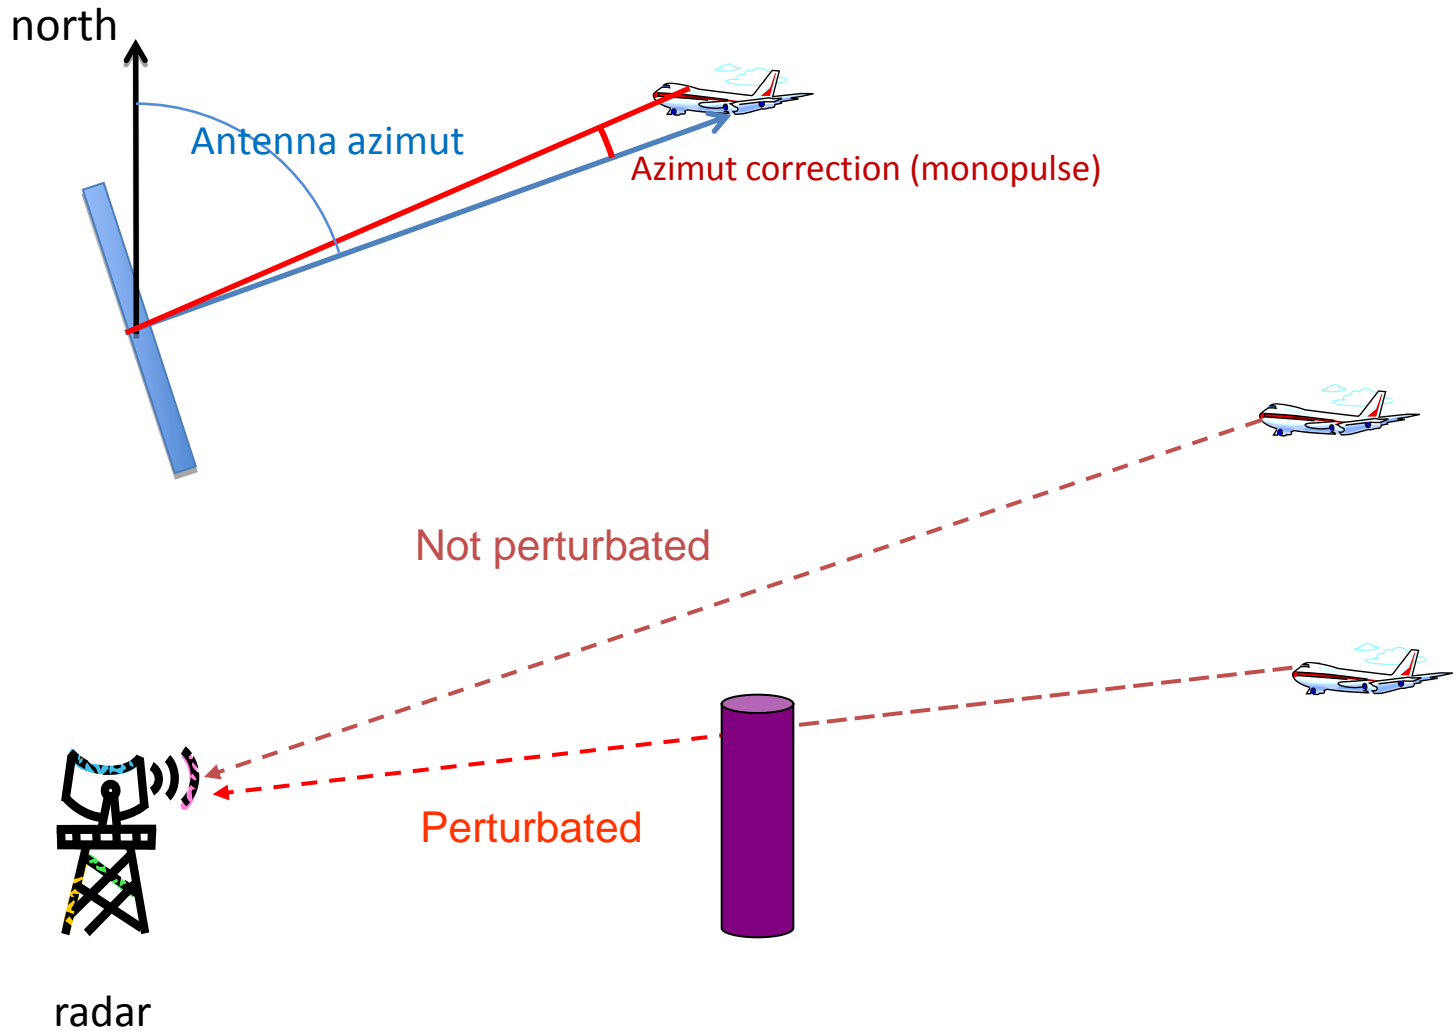 north
Antenna azimut
Azimut correction (monopulse)
Not perturbated
Perturbated
radar